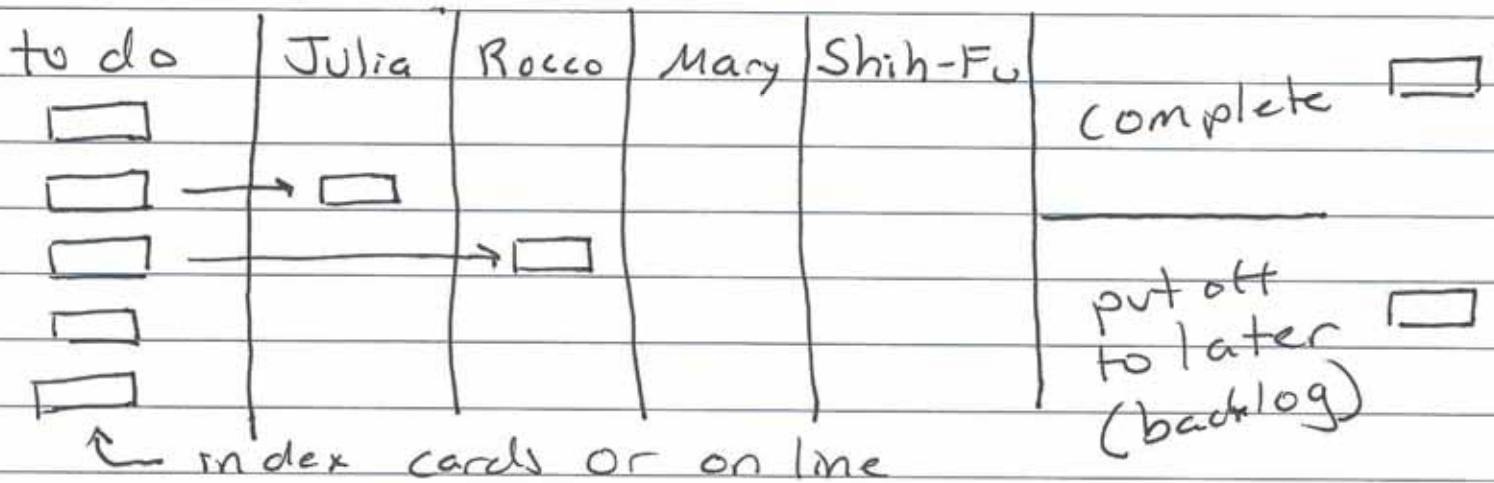 to do Julia Rocco Mary Shih-Fu
complete
put off
to later
(backlog)
index cards or on line